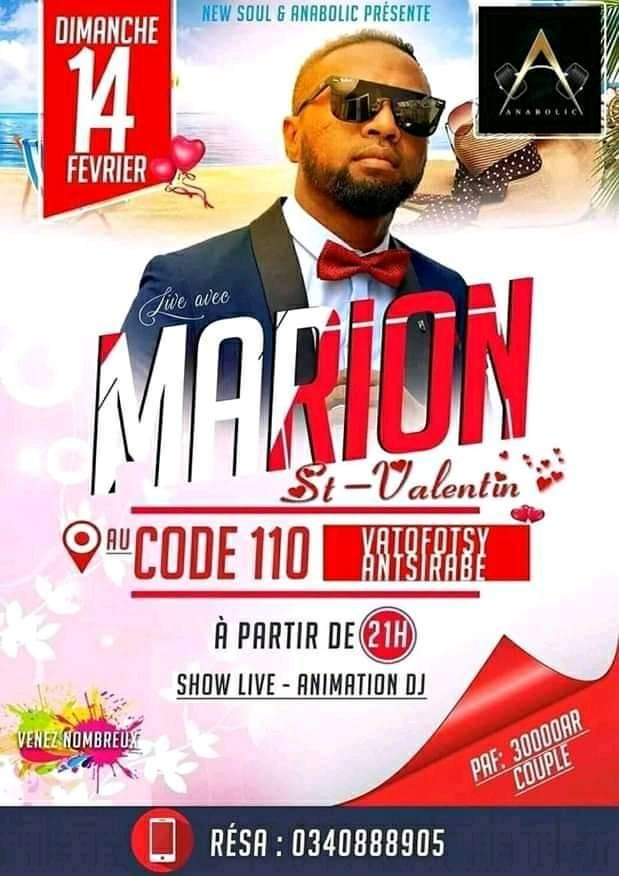 NEW SOUL & ANABOLIC PRÉSENTE
DIMANCHE
14
FÉVRIER
ANABOLIC
Live avec
MARION
St-Valentin
AU CODE 110
VATOFOTSY
ANTSIRABE
À PARTIR DE 21H
SHOW LIVE - ANIMATION DJ
VENEZ NOMBREUX
PAF: 30000AR
COUPLE
RÉSA : 0340888905